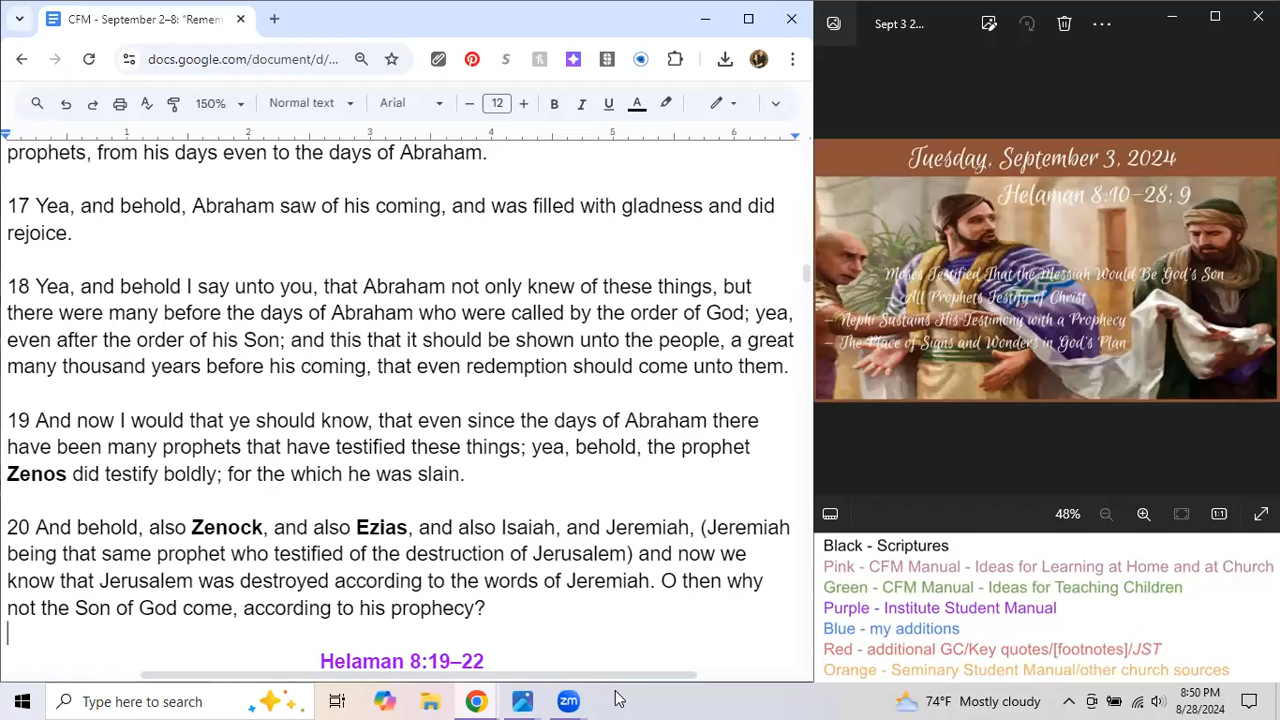 CFM - September 2–8: “Remem
docs.google.com/document/d/...
150%
Normal text
Arial
12
1 2 3 4 5 6
prophets, from his days even to the days of Abraham.
17 Yea, and behold, Abraham saw of his coming, and was filled with gladness and did
rejoice.
18 Yea, and behold I say unto you, that Abraham not only knew of these things, but
there were many before the days of Abraham who were called by the order of God; yea,
even after the order of his Son; and this that it should be shown unto the people, a great
many thousand years before his coming, that even redemption should come unto them.
19 And now I would that ye should know, that even since the days of Abraham there
have been many prophets that have testified these things; yea, behold, the prophet
Zenos did testify boldly; for the which he was slain.
20 And behold, also Zenock, and also Ezias, and also Isaiah, and Jeremiah, (Jeremiah
being that same prophet who testified of the destruction of Jerusalem) and now we
know that Jerusalem was destroyed according to the words of Jeremiah. O then why
not the Son of God come, according to his prophecy?
Helaman 8:19–22
Sept 3 2...
Tuesday, September 3, 2024
Helaman 8:10–28; 9
– Moses Testified That the Messiah Would Be God's Son
All Prophets Testify of Christ
– Nephi Sustains His Testimony with a Prophecy
– The Place of Signs and Wonders in God's Plan
48%
1:1
Black - Scriptures
Pink - CFM Manual - Ideas for Learning at Home and at Church
Green - CFM Manual - Ideas for Teaching Children
Purple - Institute Student Manual
Blue - my additions
Red - additional GC/Key quotes/[footnotes]/JST
Orange - Seminary Student Manual/other church sources
Type here to search
zm
74°F Mostly cloudy
8:50 PM
8/28/2024